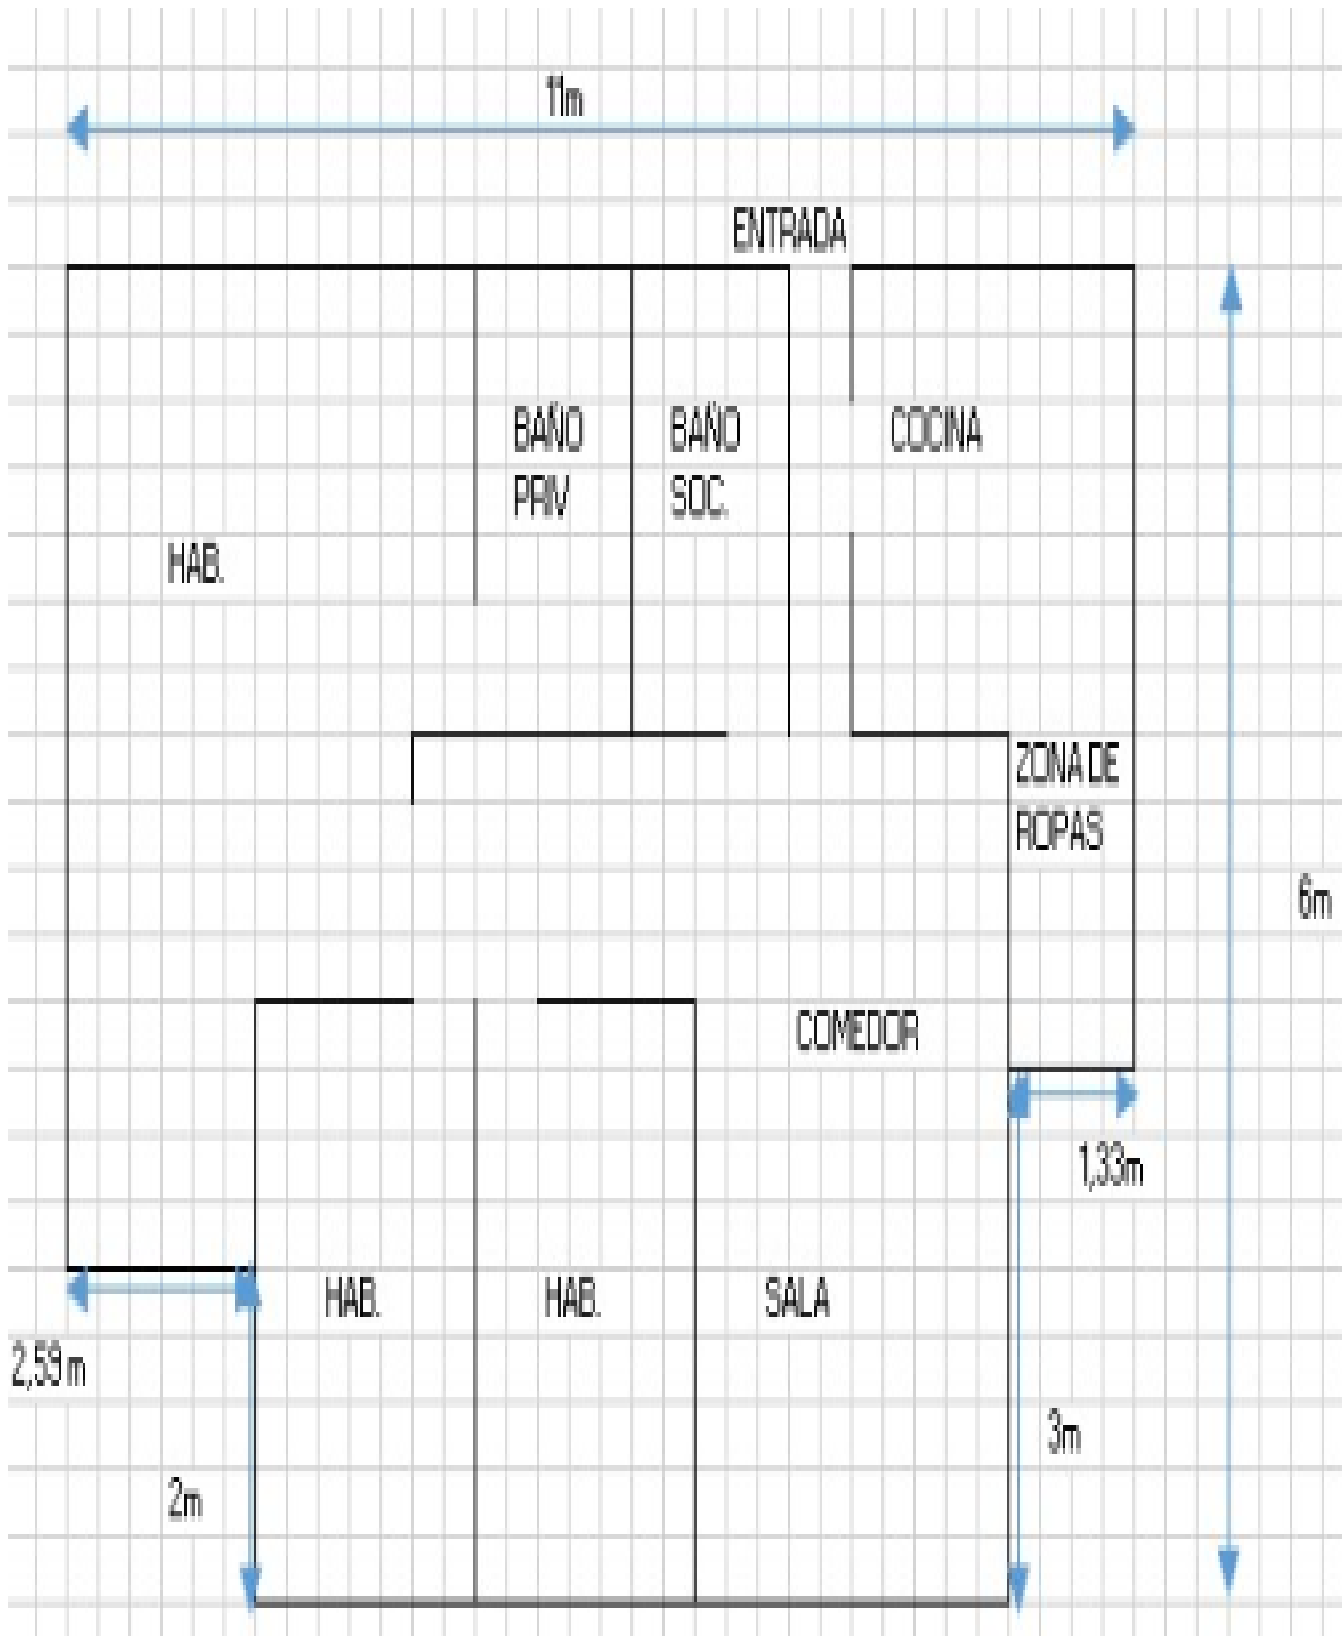 11m
ENTRADA
BAÑO
PRIV
BAÑO
SOC.
COCINA
HAB.
ZONA DE
ROPAS
6m
COMEDOR
1,33m
HAB.
HAB.
SALA
2,59 m
3m
2m